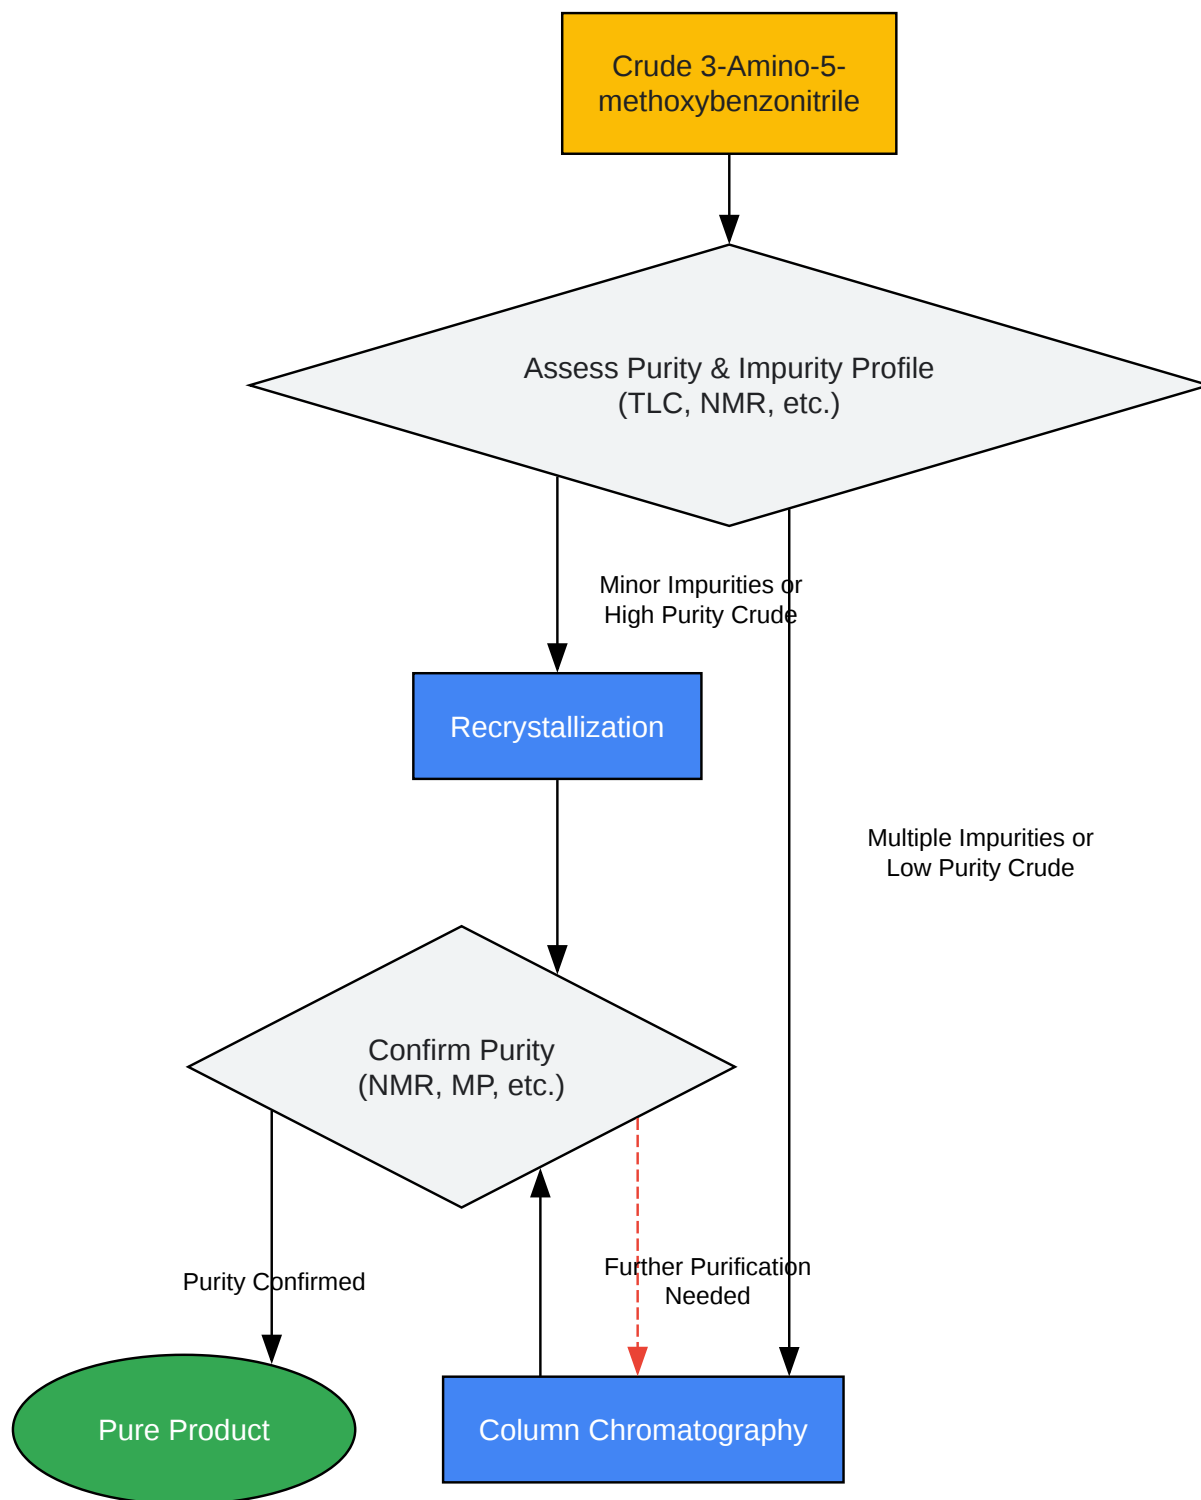 Crude 3-Amino-5-
methoxybenzonitrile
Assess Purity & Impurity Profile
(TLC, NMR, etc.)
Minor Impurities or
High Purity Crude
Recrystallization
Multiple Impurities or
Low Purity Crude
Confirm Purity
(NMR, MP, etc.)
Purity Confirmed
Further Purification
Needed
Pure Product
Column Chromatography